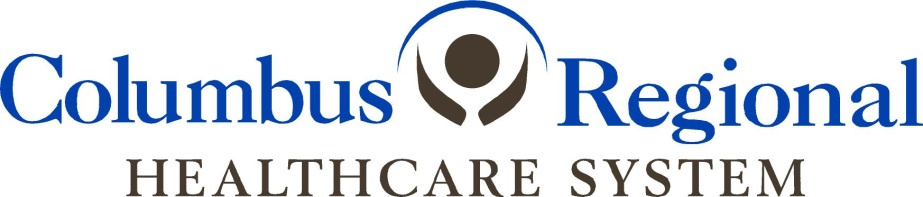 Columbus Regional
HEALTHCARE SYSTEM